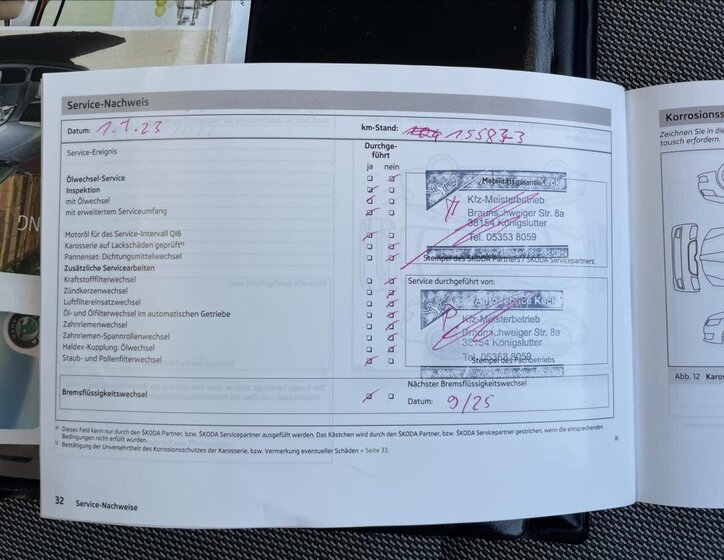 Service-Nachweis
Datum: 1.7.23
km-Stand: 155873
Service-Ereignis
Durchge-
führt
ja nein
Ölwechsel-Service
Inspektion
mit Ölwechsel
mit erweitertem Serviceumfang
Motoröl für das Service-Intervall QI6
Karosserie auf Lackschäden geprüft
Pannenset: Dichtungsmittelwechsel
Zusätzliche Servicearbeiten
Kraftstofffilterwechsel
Zündkerzenwechsel
Luftfiltereinsatzwechsel
Öl- und Ölfilterwechsel im automatischen Getriebe
Zahnriemenwechsel
Zahnriemen-Spannrollenwechsel
Haldex-Kupplung: Ölwechsel
Staub- und Pollenfilterwechsel
Mobilitätsgarantie
Kfz-Meisterbetrieb
Braunschweiger Str. 8a
38154 Königslutter
Tel. 05353 8059
Stempel des ŠKODA Partners / ŠKODA Servicepartners
Service durchgeführt von:
Autoservice Keck
Kfz-Meisterbetrieb
Braunschweiger Str. 8a
38154 Königslutter
Tel. 05353 8059
Stempel des Fachbetriebs
Bremsflüssigkeitswechsel
Nächster Bremsflüssigkeitswechsel
Datum: 9/25
a) Dieses Feld kann nur durch den ŠKODA Partner, bzw. ŠKODA Servicepartner ausgefüllt werden. Das Kästchen wird durch den ŠKODA Partner, bzw. ŠKODA Servicepartner gestrichen, wenn die entsprechenden
Bedingungen nicht erfüllt wurden.
b) Bestätigung der Unversehrtheit des Korrosionsschutzes der Karosserie, bzw. Vermerkung eventueller Schäden » Seite 33.
32 Service-Nachweise
Korrosionss
Zeichnen Sie in di
tausch erfordern.
Abb. 12 Karos